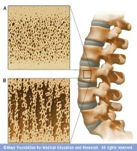 A
B
© Mayo Foundation for Medical Education and Research. All rights reserved.